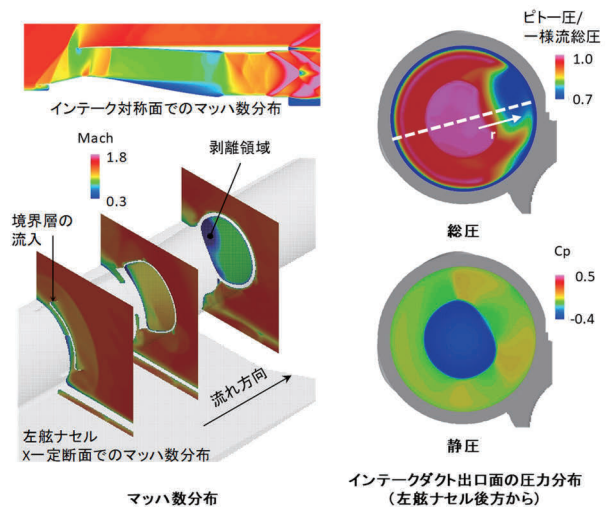 インテーク対称面でのマッハ数分布
Mach
1.8
0.3
剥離領域
境界層の
流入
流れ方向
左舷ナセル
X一定断面でのマッハ数分布
マッハ数分布
ピトー圧/
一様流総圧
1.0
0.7
r
総圧
Cp
0.5
-0.4
静圧
インテークダクト出口面の圧力分布
(左舷ナセル後方から)